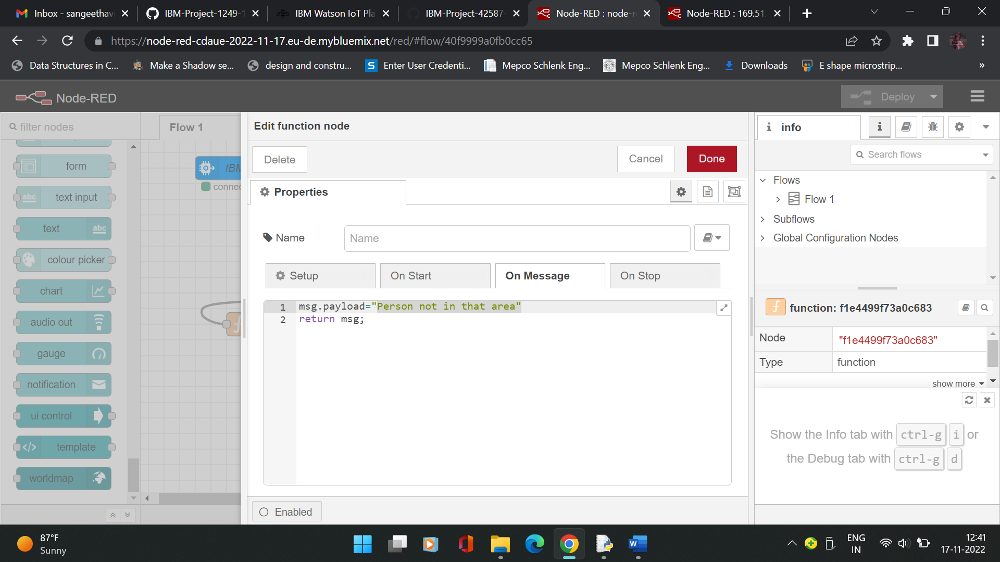 Inbox - sangeethavi
IBM-Project-1249-1
IBM Watson IoT Pla
IBM-Project-42587-
Node-RED : node-r
Node-RED : 169.51.
https://node-red-cdaue-2022-11-17.eu-de.mybluemix.net/red/#flow/40f9999a0fb0cc65
Data Structures in C...
Make a Shadow se...
design and constru...
S
Enter User Credenti...
Mepco Schlenk Eng...
Mepco Schlenk Eng...
Downloads
E shape microstrip...
»
Node-RED
Deploy
filter nodes
form
abc text input
text abc
colour picker
chart
audio out
gauge
notification
ui control
</> template
worldmap
Flow 1
IBM
connec
f
Edit function node
Delete
Cancel
Done
Properties
Name
Name
Setup
On Start
On Message
On Stop
1 msg.payload="Person not in that area"
2 return msg;
Enabled
i info
i
Search flows
Flows
Flow 1
Subflows
Global Configuration Nodes
f function: f1e4499f73a0c683
Node "f1e4499f73a0c683"
Type function
show more
Show the Info tab with ctrl-g i or
the Debug tab with ctrl-g d
87°F
Sunny
W
ENG
IN
12:41
17-11-2022